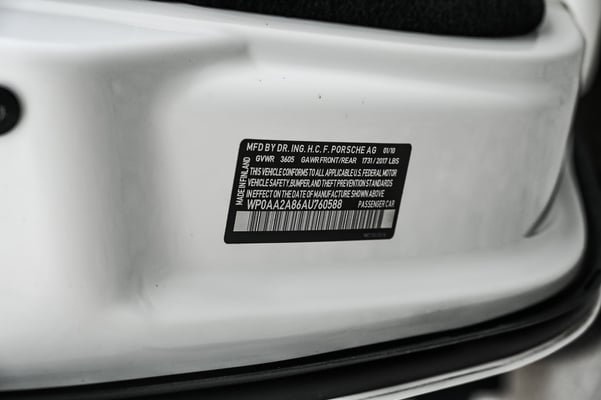 MFD BY DR. ING. H.C. F. PORSCHE AG 01/10
GVWR 3605 GAWR FRONT/REAR 1731/2017 LBS
THIS VEHICLE CONFORMS TO ALL APPLICABLE U.S. FEDERAL MOTOR
VEHICLE SAFETY, BUMPER, AND THEFT PREVENTION STANDARDS
IN EFFECT ON THE DATE OF MANUFACTURE SHOWN ABOVE
WP0AA2A86AU760588 PASSENGER CAR
MADE IN FINLAND